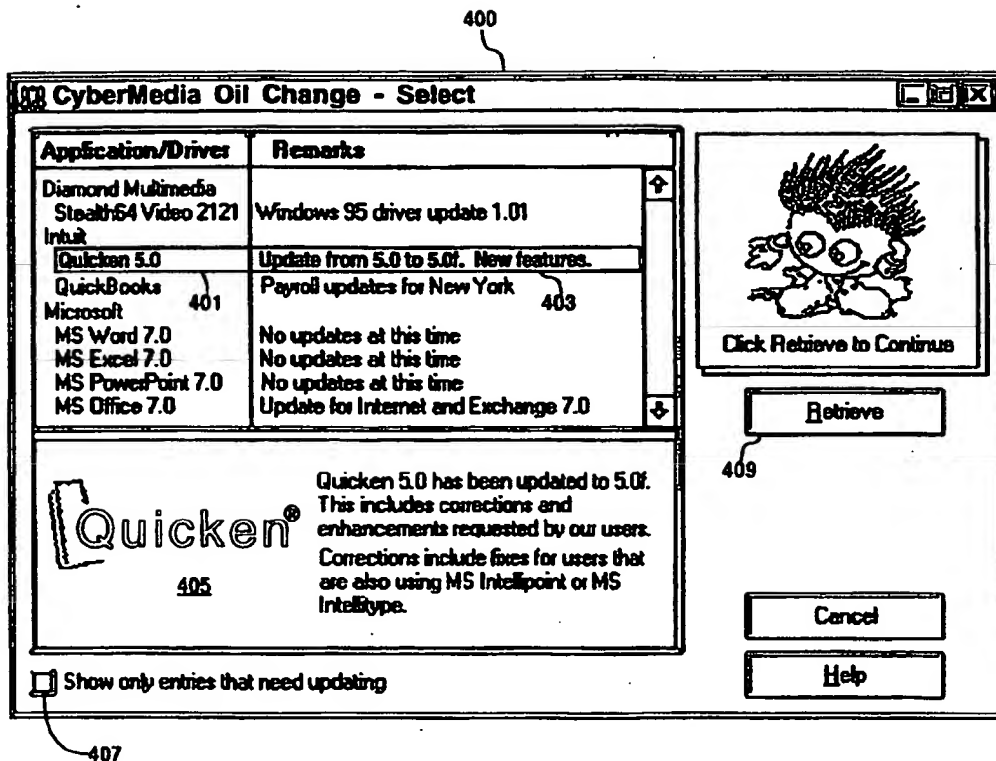 400
CyberMedia Oil Change - Select
Application/Driver Remarks
Diamond Multimedia
Stealth64 Video 2121 Windows 95 driver update 1.01
Intuit
Quicken 5.0 Update from 5.0 to 5.0f. New features.
QuickBooks Payroll updates for New York
401 403
Microsoft
MS Word 7.0 No updates at this time
MS Excel 7.0 No updates at this time
MS PowerPoint 7.0 No updates at this time
MS Office 7.0 Update for Internet and Exchange 7.0
Click Retrieve to Continue
Retrieve
409
Quicken®
405
Quicken 5.0 has been updated to 5.0f.
This includes corrections and
enhancements requested by our users.
Corrections include fixes for users that
are also using MS Intellipoint or MS
Intellitype.
Cancel
Help
Show only entries that need updating
407